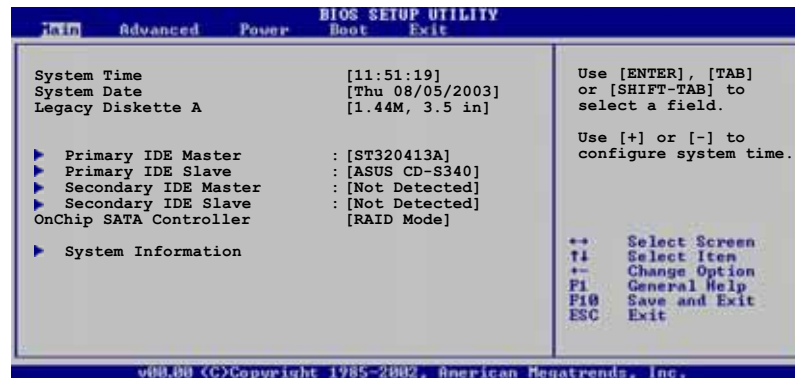 BIOS SETUP UTILITY
Main Advanced Power Boot Exit
System Time [11:51:19]
System Date [Thu 08/05/2003]
Legacy Diskette A [1.44M, 3.5 in]
Primary IDE Master : [ST320413A]
Primary IDE Slave : [ASUS CD-S340]
Secondary IDE Master : [Not Detected]
Secondary IDE Slave : [Not Detected]
OnChip SATA Controller [RAID Mode]
System Information
Use [ENTER], [TAB]
or [SHIFT-TAB] to
select a field.
Use [+] or [-] to
configure system time.
↔ Select Screen
↑↓ Select Item
+- Change Option
F1 General Help
F10 Save and Exit
ESC Exit
v00.00 (C)Copyright 1985-2002, American Megatrends, Inc.